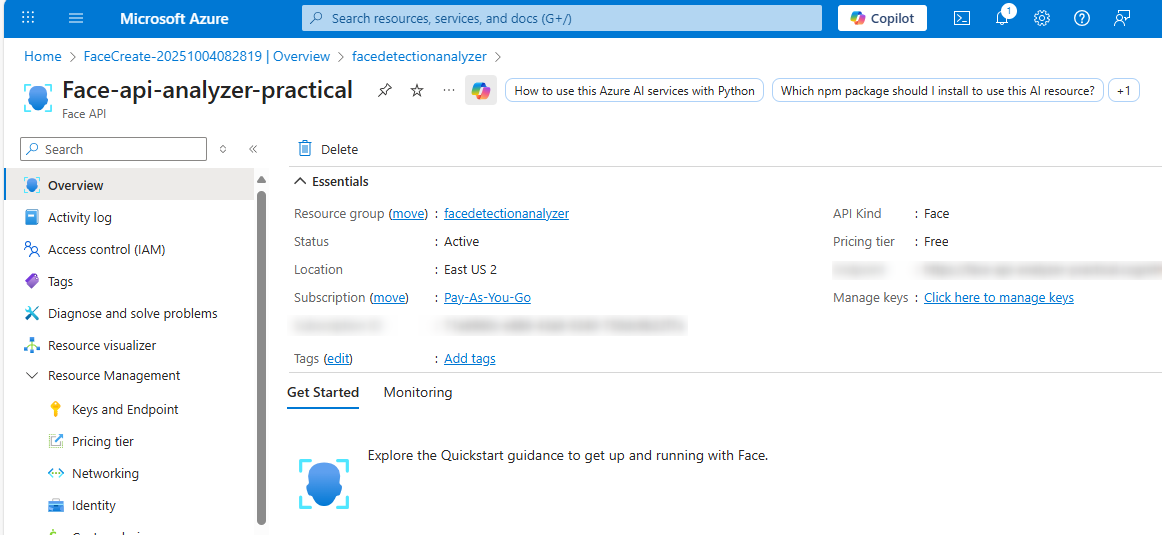 Microsoft Azure
Search resources, services, and docs (G+/)
Copilot
1
Home > FaceCreate-20251004082819 | Overview > facedetectionanalyzer >
Face-api-analyzer-practical
Face API
How to use this Azure AI services with Python
Which npm package should I install to use this AI resource?
+1
Search
Overview
Activity log
Access control (IAM)
Tags
Diagnose and solve problems
Resource visualizer
Resource Management
Keys and Endpoint
Pricing tier
Networking
Identity
Delete
Essentials
Resource group (move) : facedetectionanalyzer
Status : Active
Location : East US 2
Subscription (move) : Pay-As-You-Go
Tags (edit) : Add tags
API Kind : Face
Pricing tier : Free
Manage keys : Click here to manage keys
Get Started
Monitoring
Explore the Quickstart guidance to get up and running with Face.